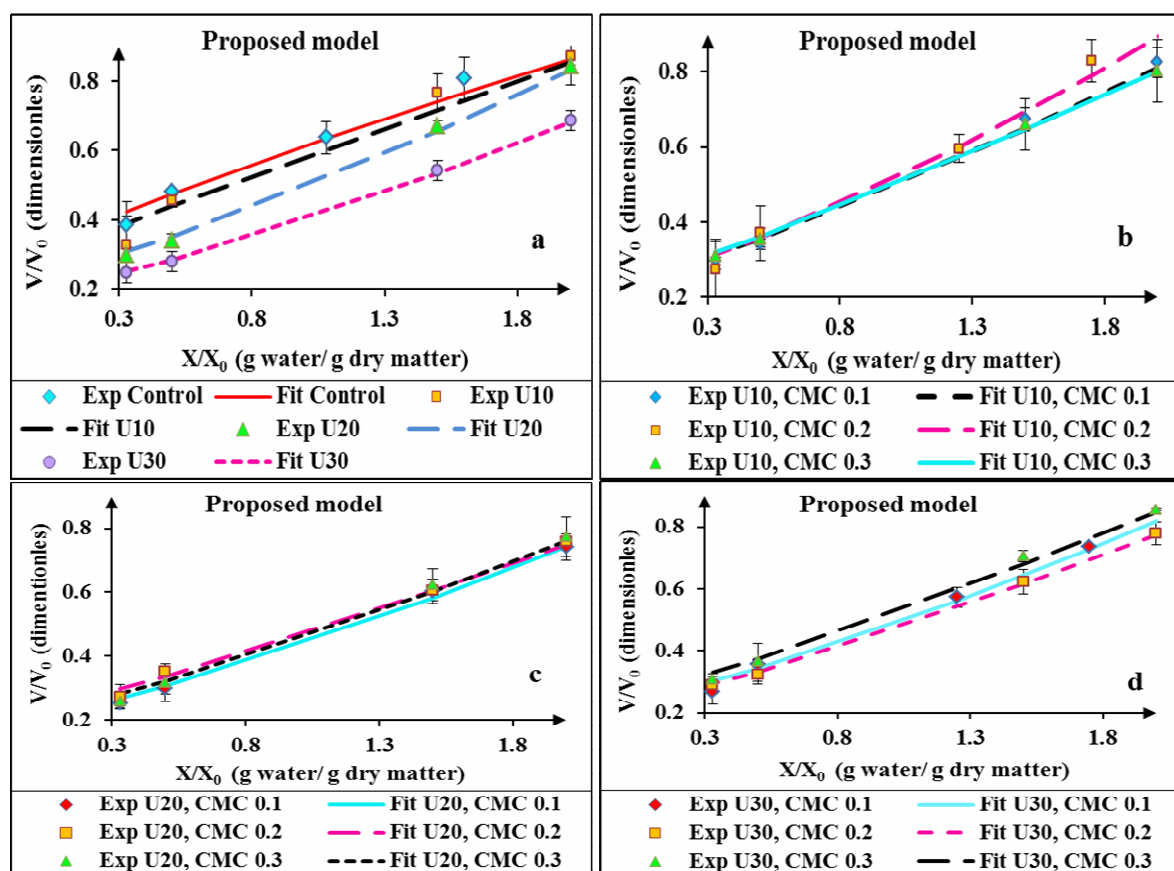 Proposed model
V/V₀ (dimensionles)
0.8
0.6
0.4
0.2
a
0.3 0.8 1.3 1.8
X/X₀ (g water/ g dry matter)
Exp Control Fit Control Exp U10
Fit U10 Exp U20 Fit U20
Exp U30 Fit U30
Proposed model
V/V₀ (dimensionles)
0.8
0.6
0.4
0.2
b
0.3 0.8 1.3 1.8
X/X₀ (g water/ g dry matter)
Exp U10, CMC 0.1 Fit U10, CMC 0.1
Exp U10, CMC 0.2 Fit U10, CMC 0.2
Exp U10, CMC 0.3 Fit U10, CMC 0.3
Proposed model
V/V₀ (dimentionles)
0.8
0.6
0.4
0.2
c
0.3 0.8 1.3 1.8
X/X₀ (g water/ g dry matter)
Exp U20, CMC 0.1 Fit U20, CMC 0.1
Exp U20, CMC 0.2 Fit U20, CMC 0.2
Exp U20, CMC 0.3 Fit U20, CMC 0.3
Proposed model
V/V₀ (dimensionles)
0.8
0.6
0.4
0.2
d
0.3 0.8 1.3 1.8
X/X₀ (g water/ g dry matter)
Exp U30, CMC 0.1 Fit U30, CMC 0.1
Exp U30, CMC 0.2 Fit U30, CMC 0.2
Exp U30, CMC 0.3 Fit U30, CMC 0.3